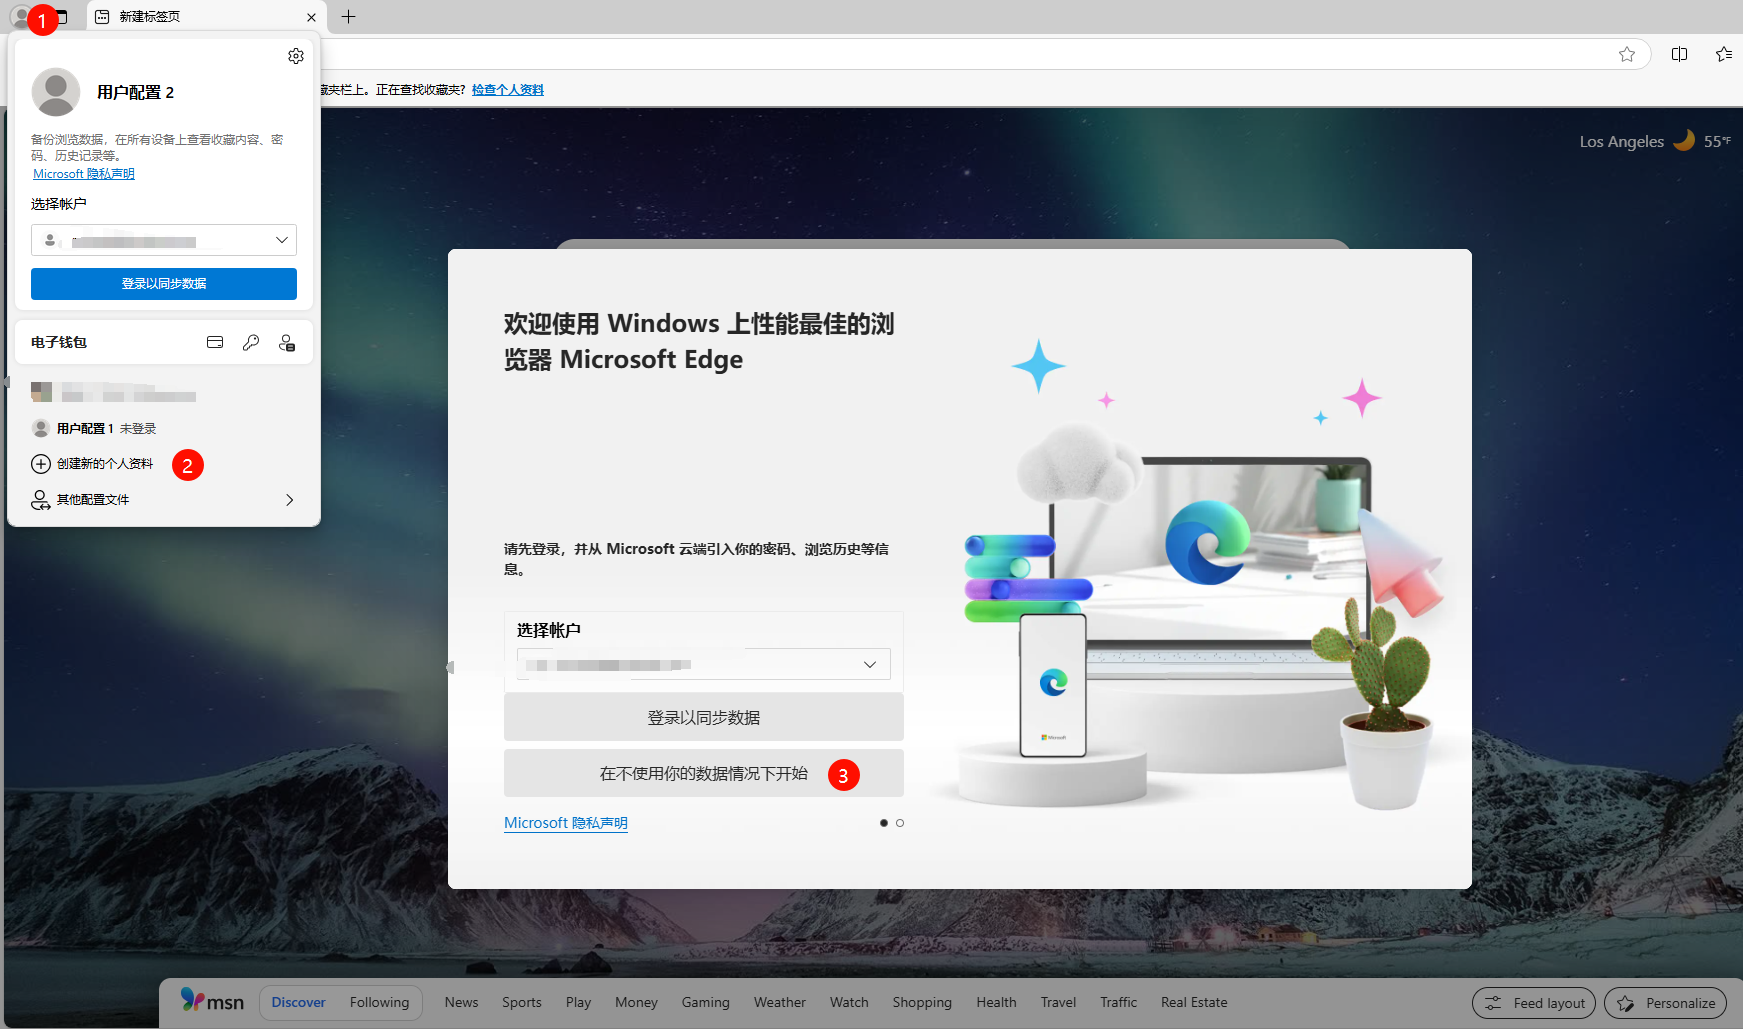 1
新建标签页
用户配置 2
藏夹栏上。正在查找收藏夹? 检查个人资料
备份浏览数据，在所有设备上查看收藏内容、密
码、历史记录等。
Microsoft 隐私声明
选择帐户
登录以同步数据
电子钱包
用户配置 1 未登录
创建新的个人资料 2
其他配置文件
Los Angeles 55°F
欢迎使用 Windows 上性能最佳的浏
览器 Microsoft Edge
请先登录，并从 Microsoft 云端引入你的密码、浏览历史等信
息。
选择帐户
登录以同步数据
在不使用你的数据情况下开始 3
Microsoft 隐私声明
Microsoft
msn Discover Following News Sports Play Money Gaming Weather Watch Shopping Health Travel Traffic Real Estate Feed layout Personalize